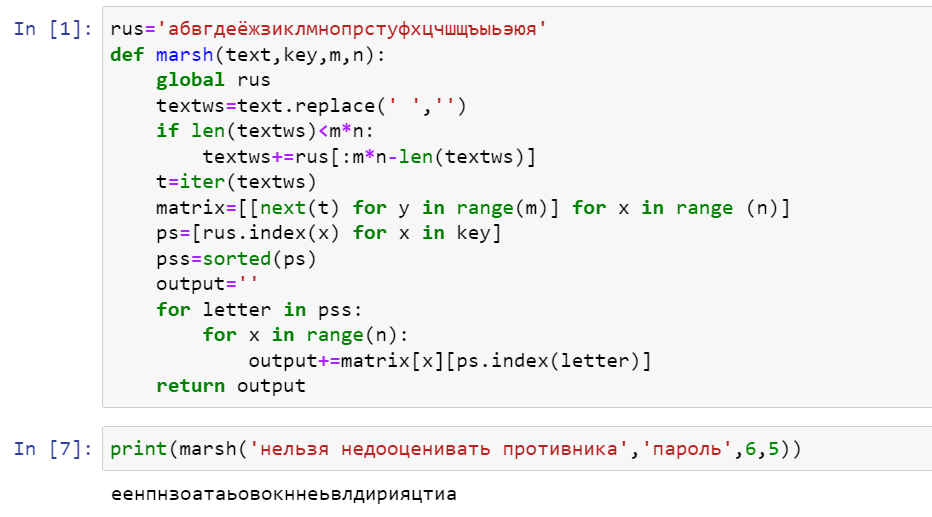 In [1]: rus='абвгдеёжзиклмнопрстуфхцчшщъыьэюя'
def marsh(text,key,m,n):
    global rus
    textws=text.replace(' ','')
    if len(textws)<m*n:
        textws+=rus[:m*n-len(textws)]
    t=iter(textws)
    matrix=[[next(t) for y in range(m)] for x in range (n)]
    ps=[rus.index(x) for x in key]
    pss=sorted(ps)
    output=''
    for letter in pss:
        for x in range(n):
            output+=matrix[x][ps.index(letter)]
    return output
In [7]: print(marsh('нельзя недооценивать противника','пароль',6,5))
еенпнзоатаьовокннеьвлдирияцтиа